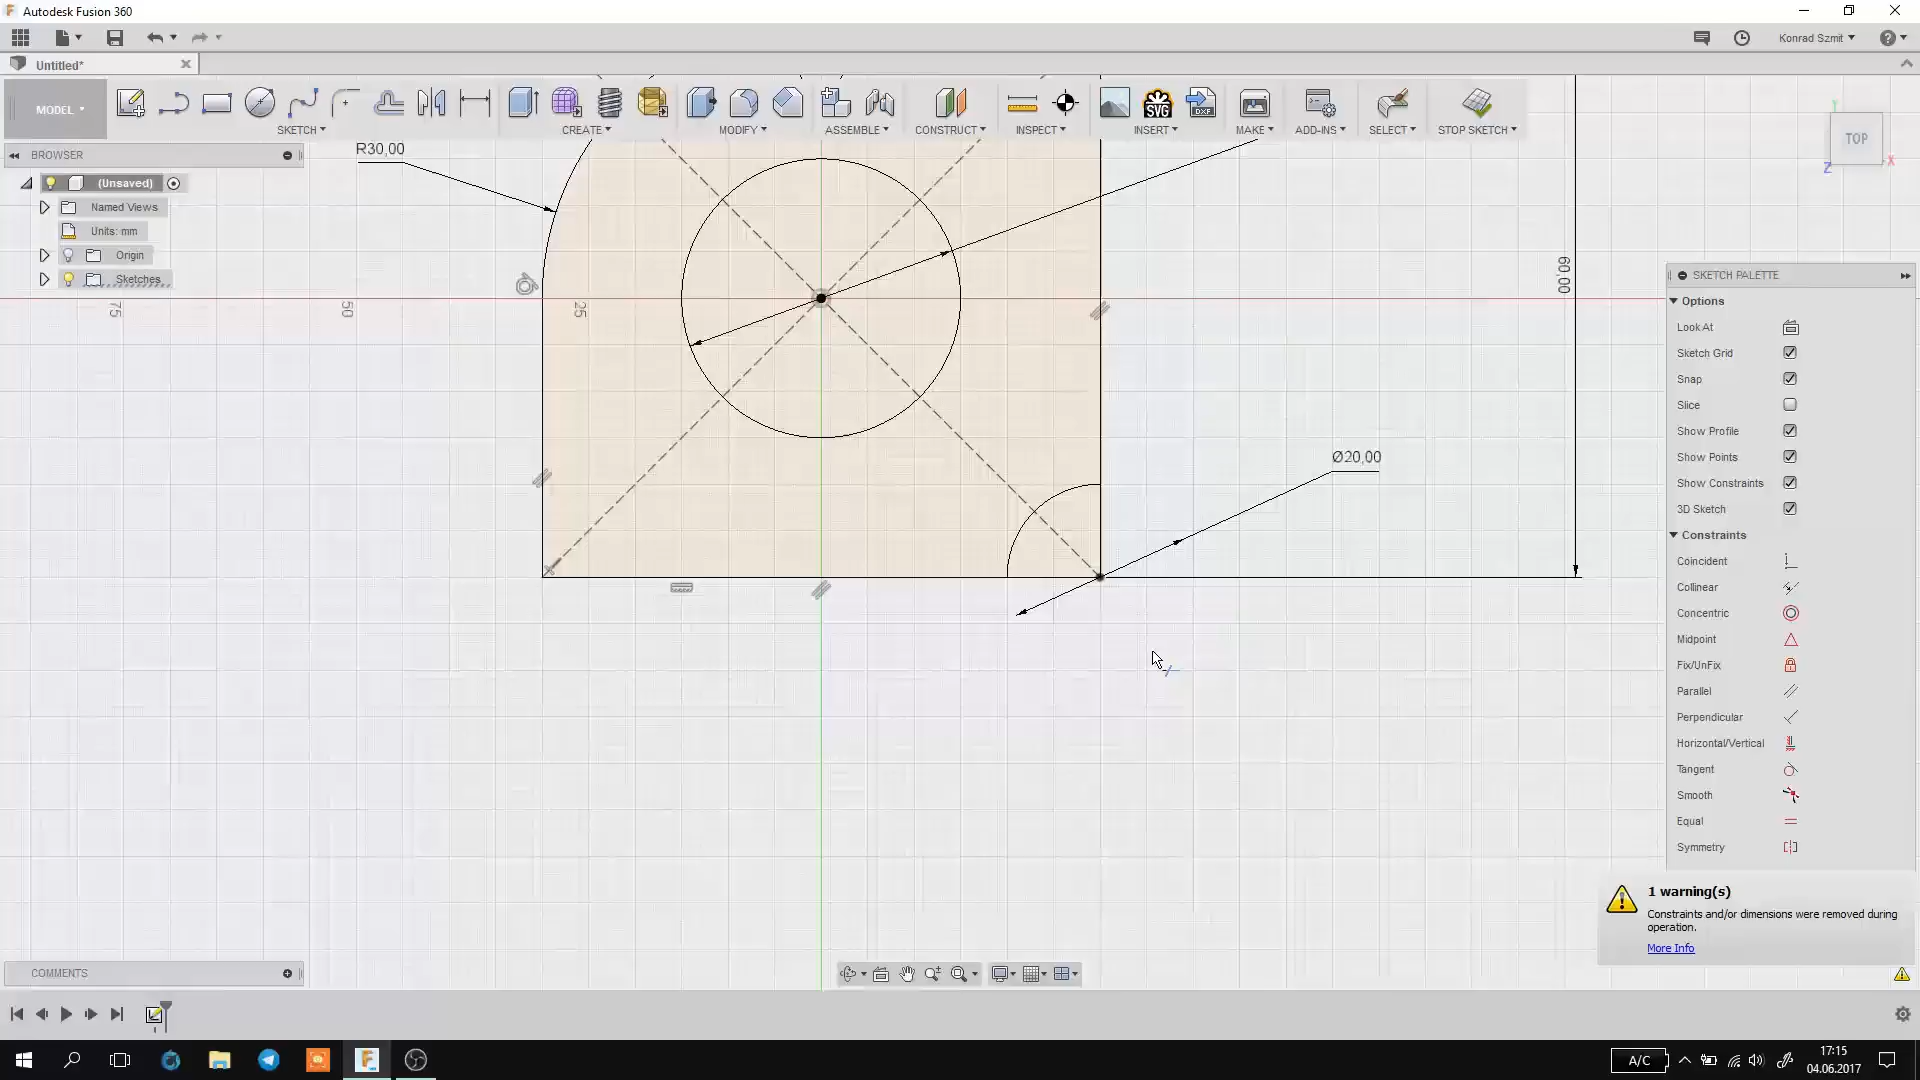 Autodesk Fusion 360
Konrad Szmit
Untitled*
MODEL
SKETCH
CREATE
MODIFY
ASSEMBLE
CONSTRUCT
INSPECT
SVG
DXF
INSERT
MAKE
ADD-INS
SELECT
STOP SKETCH
TOP
Y
X
Z
BROWSER
R30,00
(Unsaved)
Named Views
Units: mm
Origin
Sketches
75
50
25
60,00
Ø20,00
SKETCH PALETTE
Options
Look At
Sketch Grid
Snap
Slice
Show Profile
Show Points
Show Constraints
3D Sketch
Constraints
Coincident
Collinear
Concentric
Midpoint
Fix/UnFix
Parallel
Perpendicular
Horizontal/Vertical
Tangent
Smooth
Equal
Symmetry
1 warning(s)
Constraints and/or dimensions were removed during
operation.
More Info
COMMENTS
A/C
17:15
04.06.2017